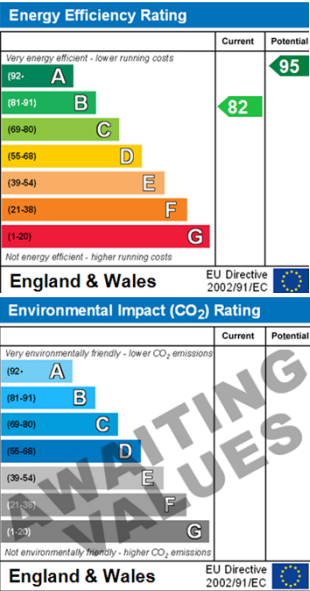 Energy Efficiency Rating
Current Potential
Very energy efficient - lower running costs
(92- A
95
(81-91) B
82
(69-80) C
(55-68) D
(39-54) E
(21-38) F
(1-20) G
Not energy efficient - higher running costs
England & Wales
EU Directive
2002/91/EC
Environmental Impact (CO2) Rating
Current Potential
Very environmentally friendly - lower CO2 emissions
(92- A
(81-91) B
(69-80) C
(55-68) D
(39-54) E
(21-38) F
(1-20) G
AWAITING
VALUES
Not environmentally friendly - higher CO2 emissions
England & Wales
EU Directive
2002/91/EC